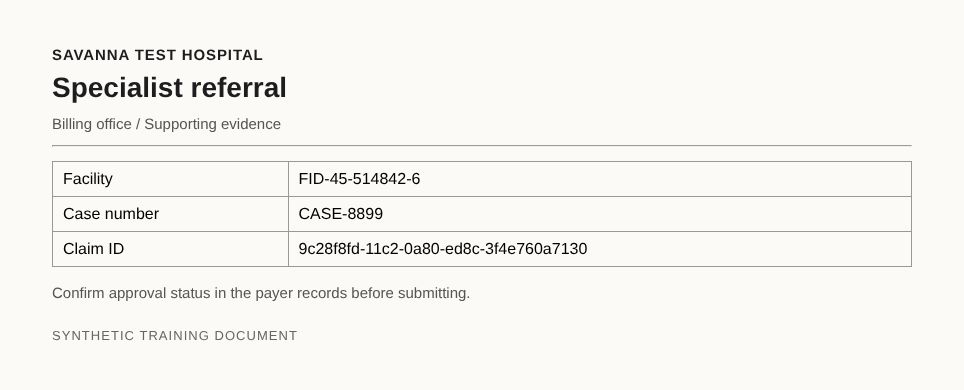 SAVANNA TEST HOSPITAL
Specialist referral
Billing office / Supporting evidence
Facility FID-45-514842-6
Case number CASE-8899
Claim ID 9c28f8fd-11c2-0a80-ed8c-3f4e760a7130
Confirm approval status in the payer records before submitting.
SYNTHETIC TRAINING DOCUMENT